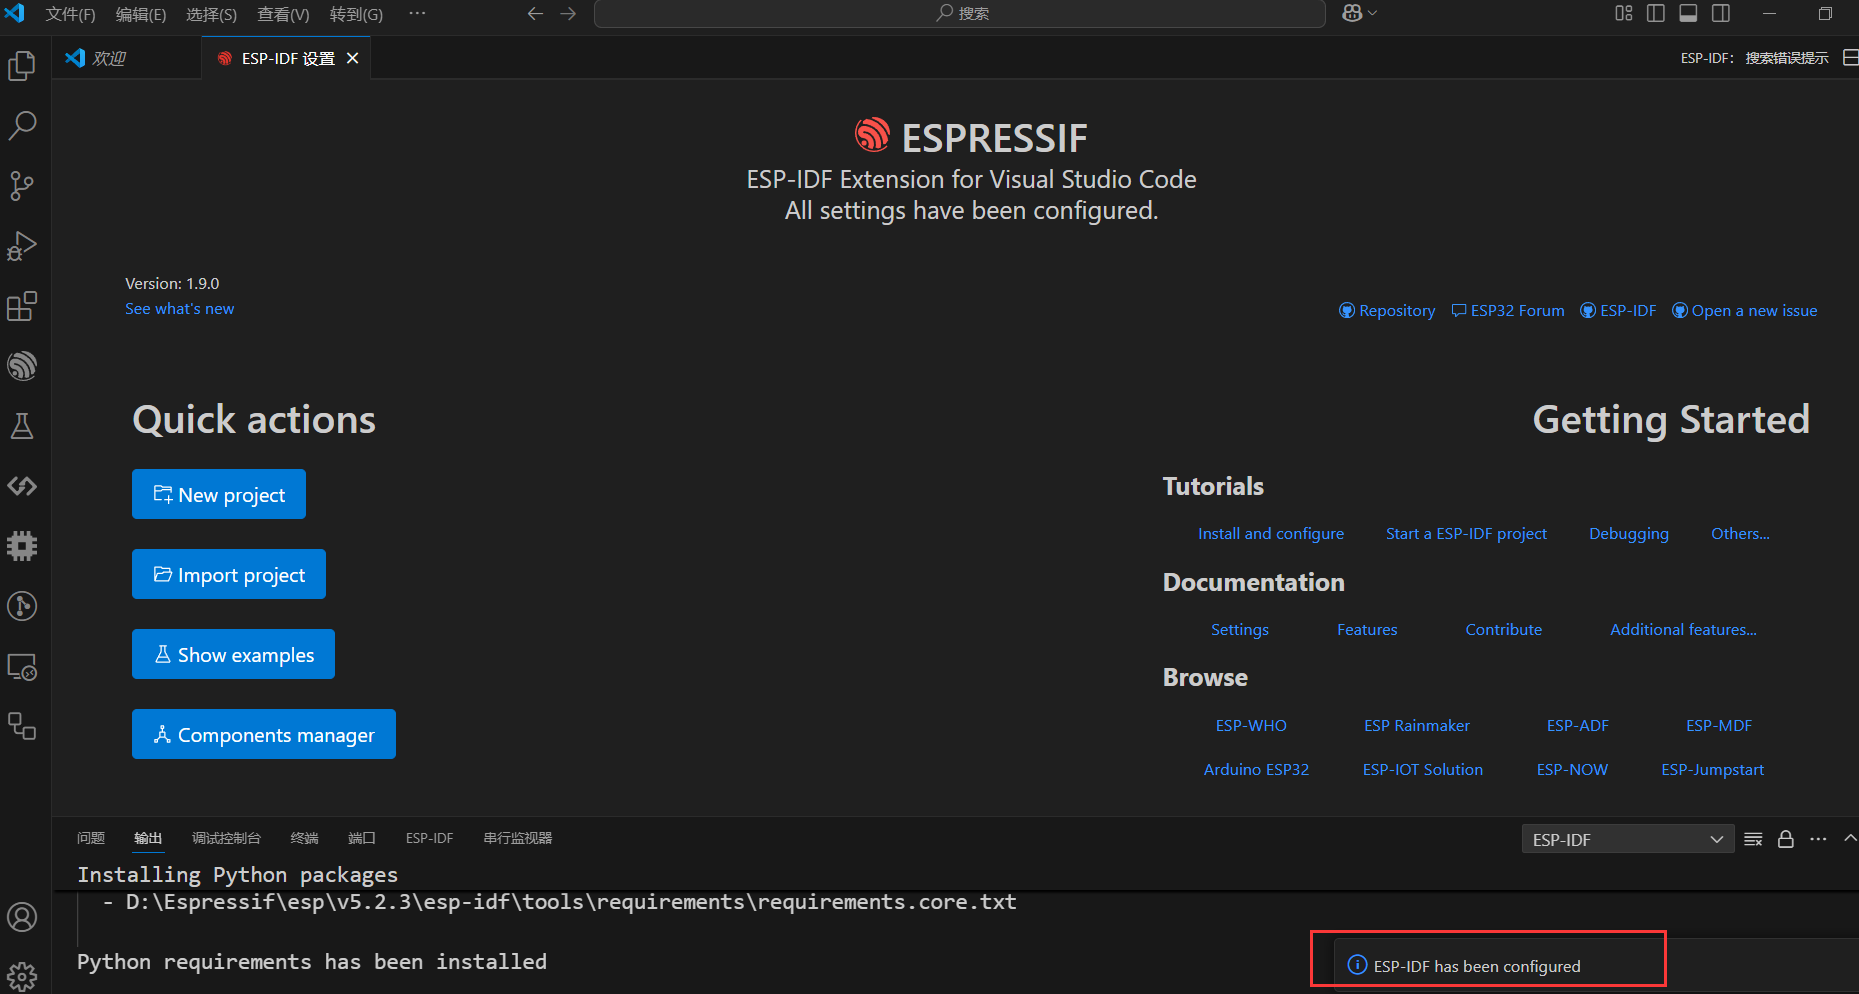 文件(F) 编辑(E) 选择(S) 查看(V) 转到(G) ··· 搜索
欢迎 ESP-IDF 设置 ESP-IDF: 搜索错误提示
ESPRESSIF
ESP-IDF Extension for Visual Studio Code
All settings have been configured.
Version: 1.9.0
See what's new
Repository ESP32 Forum ESP-IDF Open a new issue
Quick actions
New project
Import project
Show examples
Components manager
Getting Started
Tutorials
Install and configure Start a ESP-IDF project Debugging Others...
Documentation
Settings Features Contribute Additional features...
Browse
ESP-WHO ESP Rainmaker ESP-ADF ESP-MDF
Arduino ESP32 ESP-IOT Solution ESP-NOW ESP-Jumpstart
问题 输出 调试控制台 终端 端口 ESP-IDF 串行监视器 ESP-IDF
Installing Python packages
- D:\Espressif\esp\v5.2.3\esp-idf\tools\requirements\requirements.core.txt
Python requirements has been installed
ESP-IDF has been configured